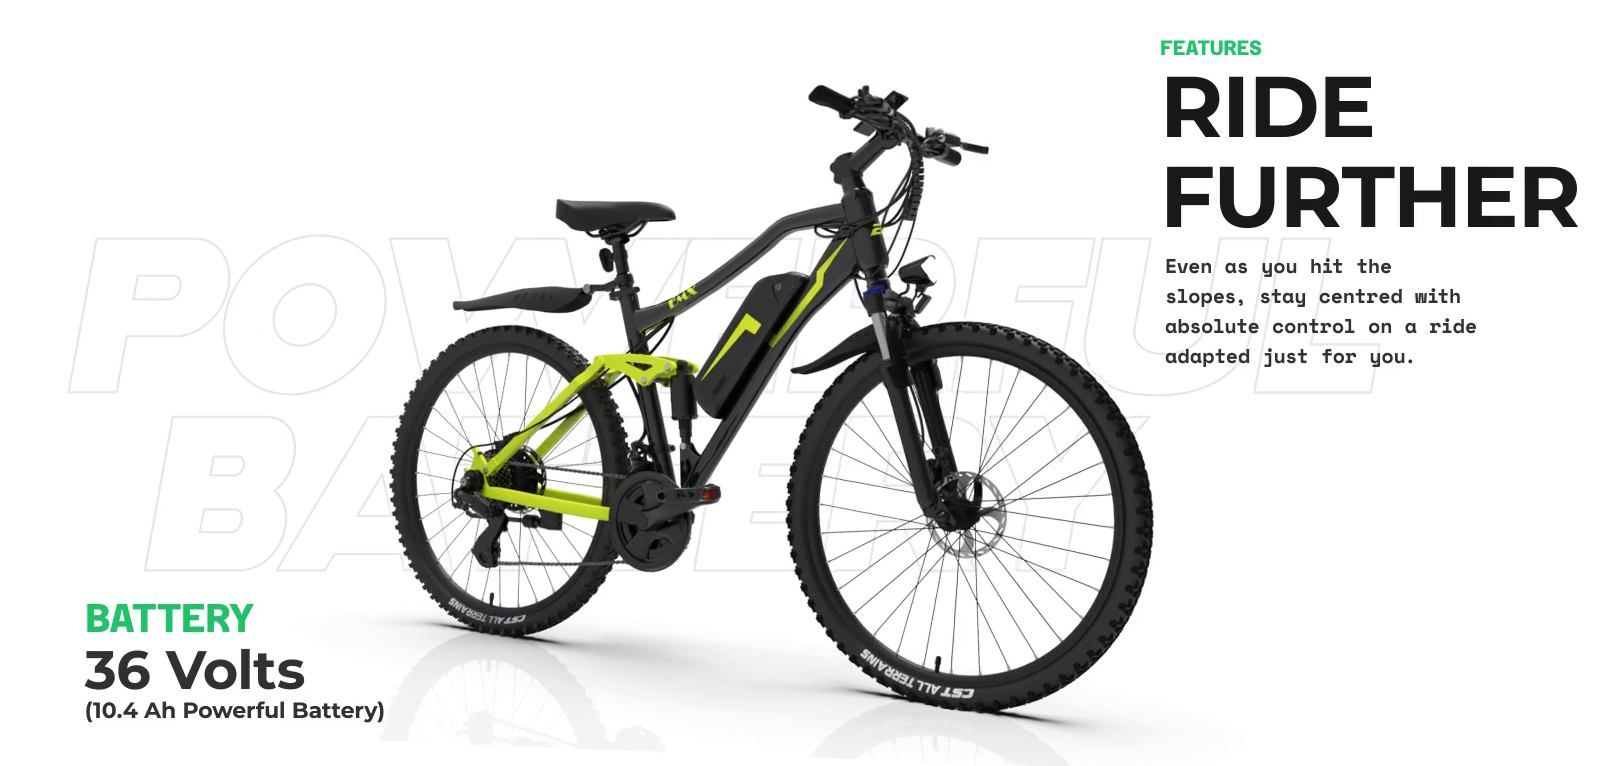 FEATURES
RIDE
FURTHER
Even as you hit the
slopes, stay centred with
absolute control on a ride
adapted just for you.
POWERFUL
BATTERY
EMX
CST ALL TERRAINS
CST ALL TERRAINS
BATTERY
36 Volts
(10.4 Ah Powerful Battery)